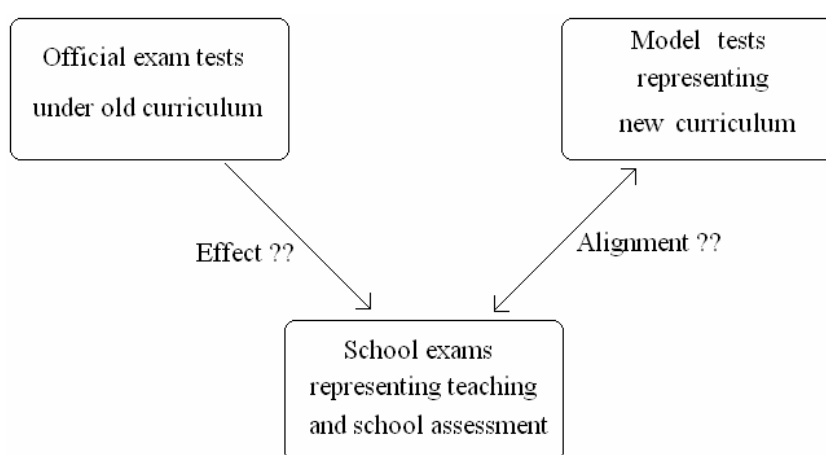 Official exam tests
under old curriculum
Model tests
representing
new curriculum
Effect ??
Alignment ??
School exams
representing teaching
and school assessment